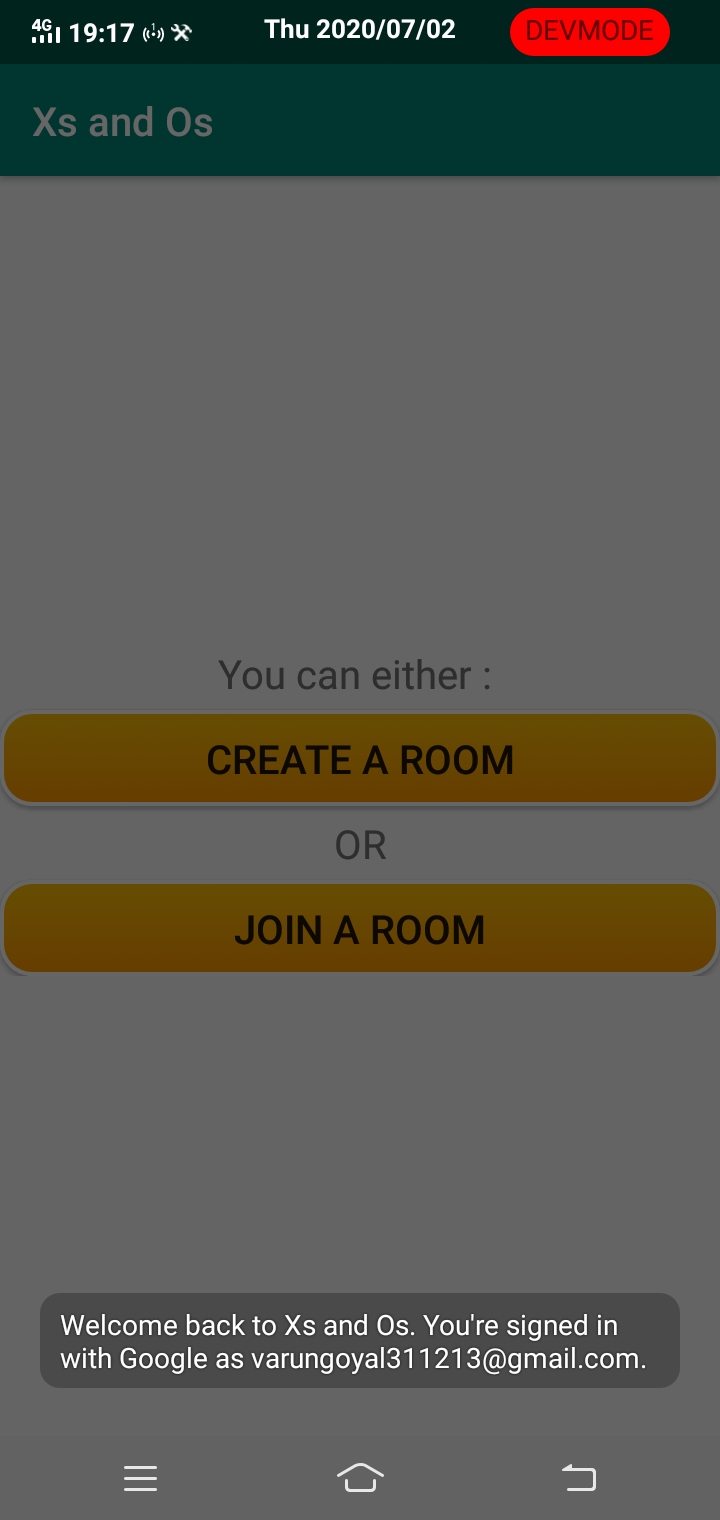 4G 19:17 Thu 2020/07/02 DEVMODE
Xs and Os
You can either :
CREATE A ROOM
OR
JOIN A ROOM
Welcome back to Xs and Os. You're signed in
with Google as varungoyal311213@gmail.com.